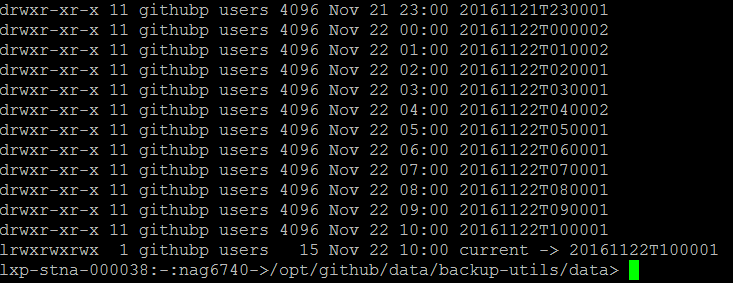 drwxr-xr-x 11 githubp users 4096 Nov 21 23:00 20161121T230001
drwxr-xr-x 11 githubp users 4096 Nov 22 00:00 20161122T000002
drwxr-xr-x 11 githubp users 4096 Nov 22 01:00 20161122T010002
drwxr-xr-x 11 githubp users 4096 Nov 22 02:00 20161122T020001
drwxr-xr-x 11 githubp users 4096 Nov 22 03:00 20161122T030001
drwxr-xr-x 11 githubp users 4096 Nov 22 04:00 20161122T040002
drwxr-xr-x 11 githubp users 4096 Nov 22 05:00 20161122T050001
drwxr-xr-x 11 githubp users 4096 Nov 22 06:00 20161122T060001
drwxr-xr-x 11 githubp users 4096 Nov 22 07:00 20161122T070001
drwxr-xr-x 11 githubp users 4096 Nov 22 08:00 20161122T080001
drwxr-xr-x 11 githubp users 4096 Nov 22 09:00 20161122T090001
drwxr-xr-x 11 githubp users 4096 Nov 22 10:00 20161122T100001
lrwxrwxrwx  1 githubp users   15 Nov 22 10:00 current -> 20161122T100001
lxp-stna-000038:-:nag6740->/opt/github/data/backup-utils/data>